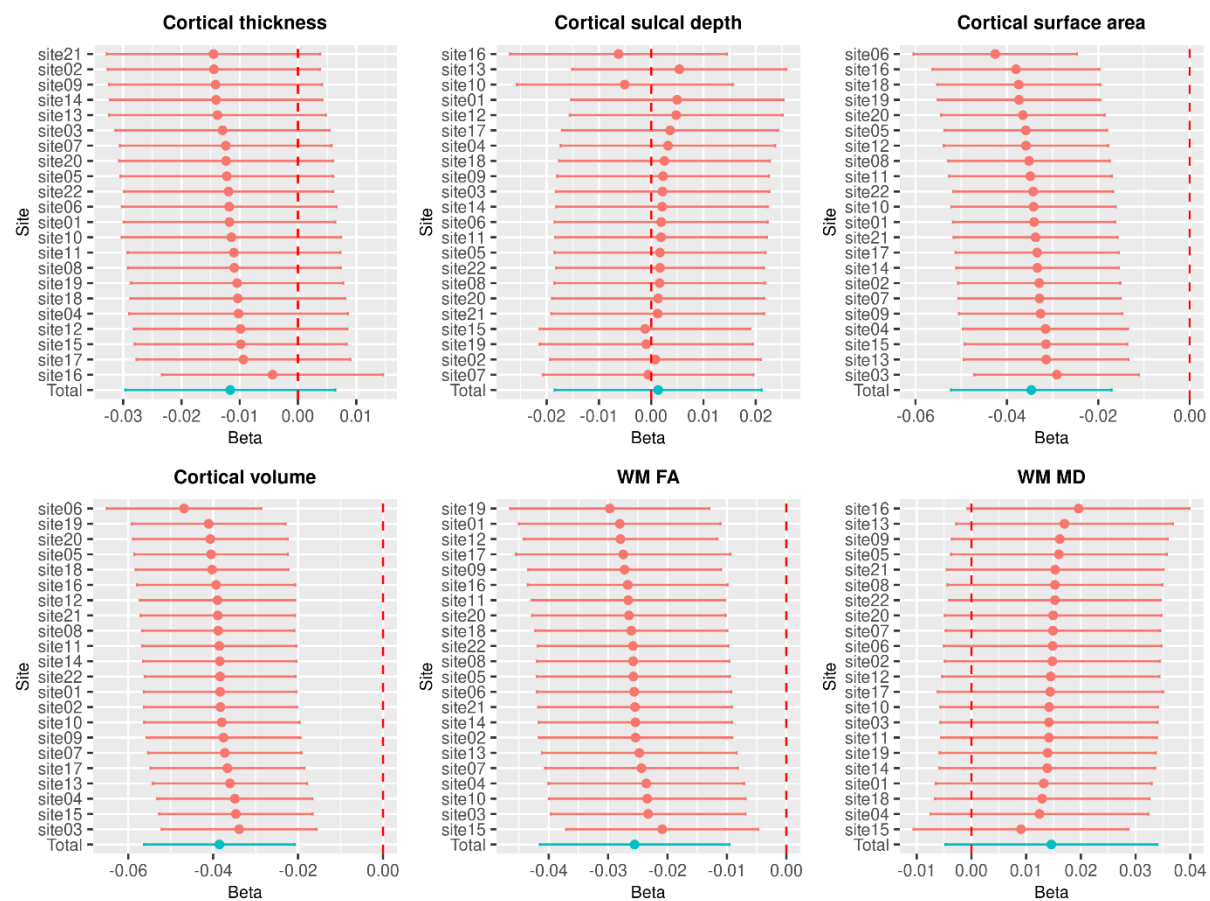 Cortical thickness
Site
site21
site02
site09
site14
site13
site03
site07
site20
site05
site22
site06
site01
site10
site11
site08
site19
site18
site04
site12
site15
site17
site16
Total
-0.03 -0.02 -0.01 0.00 0.01
Beta
Cortical sulcal depth
Site
site16
site13
site10
site01
site12
site17
site04
site18
site09
site03
site14
site06
site11
site05
site22
site08
site20
site21
site15
site19
site02
site07
Total
-0.02 -0.01 0.00 0.01 0.02
Beta
Cortical surface area
Site
site06
site16
site18
site19
site20
site05
site12
site08
site11
site22
site10
site01
site21
site17
site14
site02
site07
site09
site04
site15
site13
site03
Total
-0.06 -0.04 -0.02 0.00
Beta
Cortical volume
Site
site06
site19
site20
site05
site18
site16
site12
site21
site08
site11
site14
site22
site01
site02
site10
site09
site07
site17
site13
site04
site15
site03
Total
-0.06 -0.04 -0.02 0.00
Beta
WM FA
Site
site19
site01
site12
site17
site09
site16
site11
site20
site18
site22
site08
site05
site06
site21
site14
site02
site13
site07
site04
site10
site03
site15
Total
-0.04 -0.03 -0.02 -0.01 0.00
Beta
WM MD
Site
site16
site13
site09
site05
site21
site08
site22
site20
site07
site06
site02
site12
site17
site10
site03
site11
site19
site14
site01
site18
site04
site15
Total
-0.01 0.00 0.01 0.02 0.03 0.04
Beta